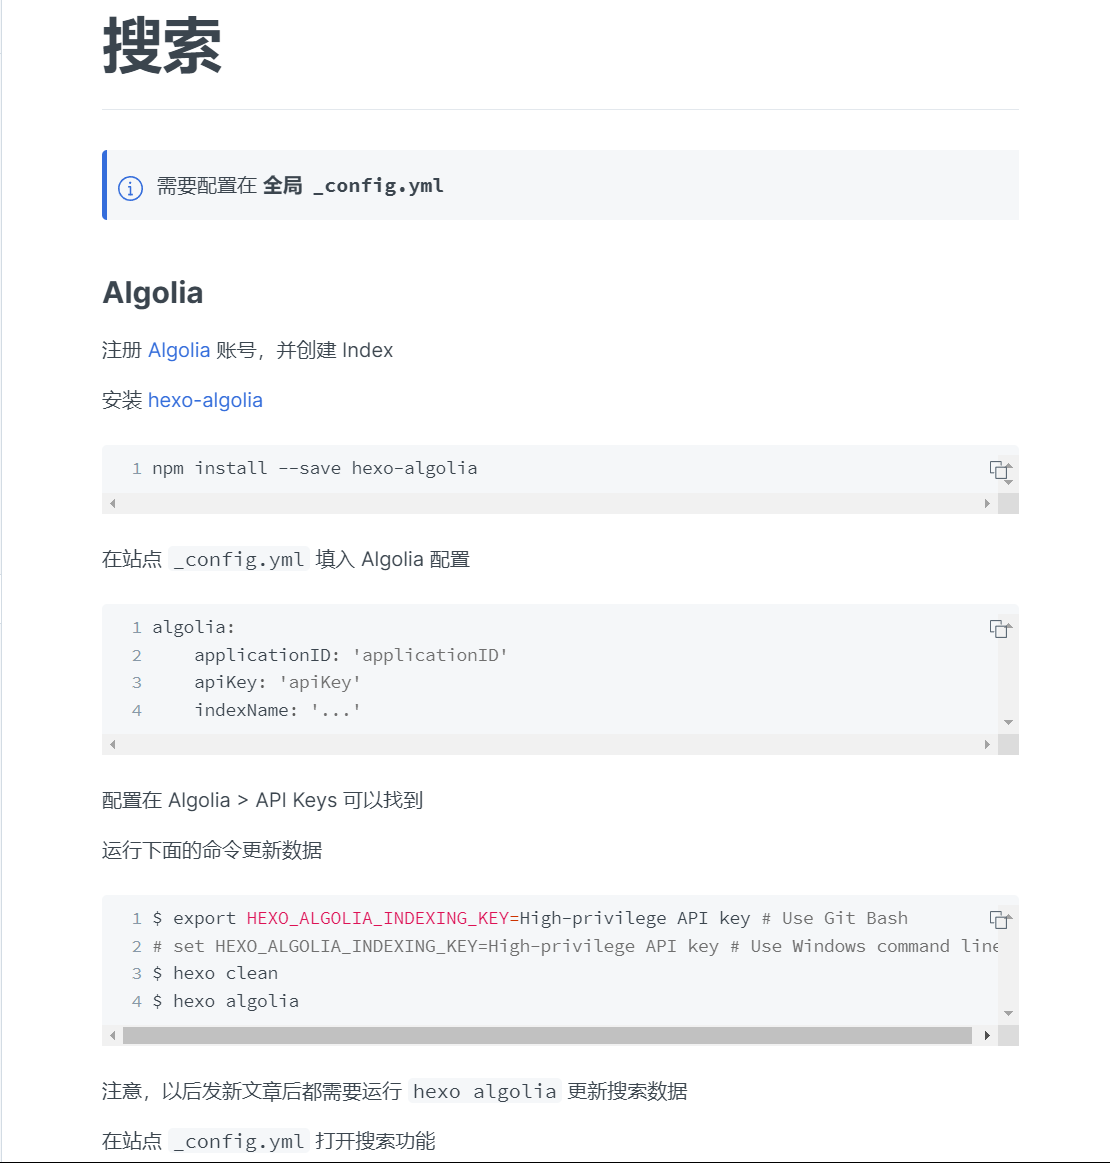 搜索
需要配置在 全局 _config.yml
Algolia
注册 Algolia 账号，并创建 Index
安装 hexo-algolia
1 npm install --save hexo-algolia
在站点 _config.yml 填入 Algolia 配置
1 algolia:
2     applicationID: 'applicationID'
3     apiKey: 'apiKey'
4     indexName: '...'
配置在 Algolia > API Keys 可以找到
运行下面的命令更新数据
1 $ export HEXO_ALGOLIA_INDEXING_KEY=High-privilege API key # Use Git Bash
2 # set HEXO_ALGOLIA_INDEXING_KEY=High-privilege API key # Use Windows command line
3 $ hexo clean
4 $ hexo algolia
注意，以后发新文章后都需要运行 hexo algolia 更新搜索数据
在站点 _config.yml 打开搜索功能